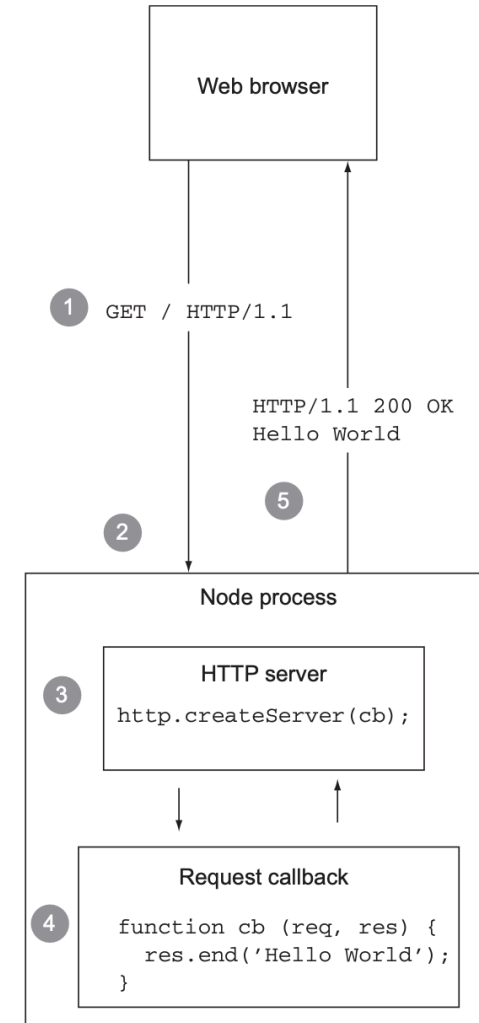 Web browser
1 GET / HTTP/1.1
HTTP/1.1 200 OK
Hello World
5
2
Node process
HTTP server
3 http.createServer(cb);
Request callback
4 function cb (req, res) {
res.end('Hello World');
}